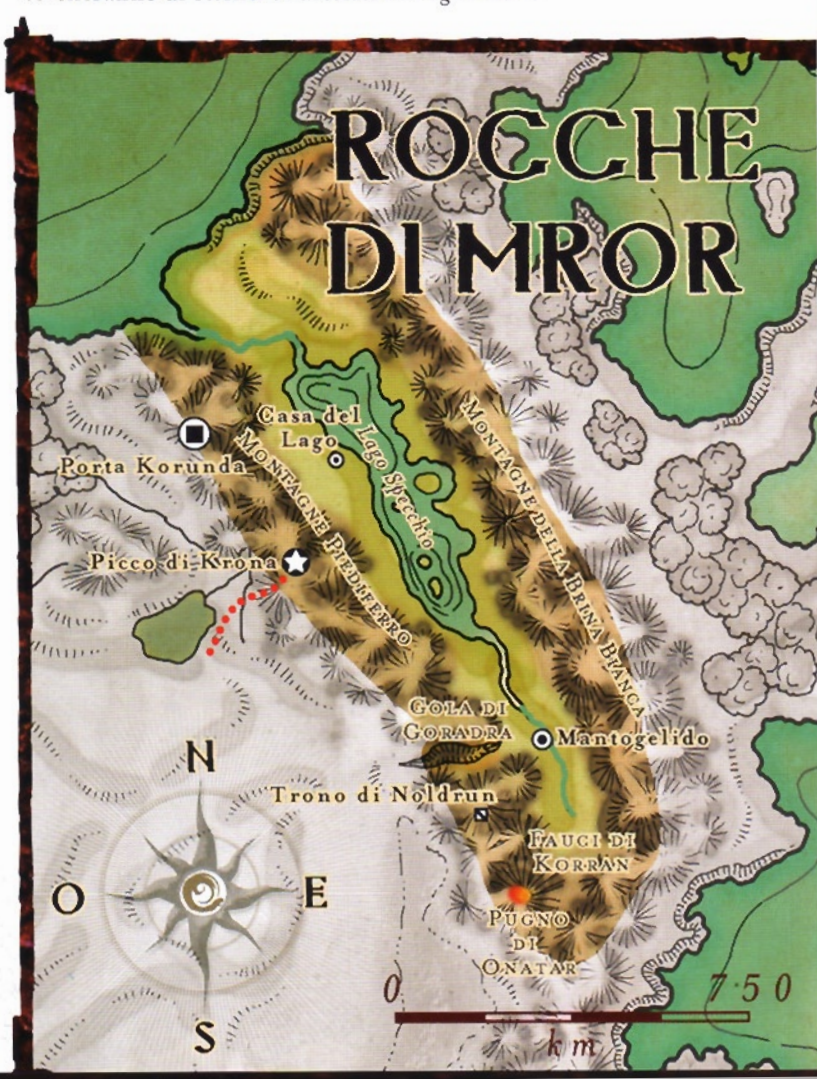 ROCCHE
DI MROR
Casa del
Lago
Lago Specchio
MONTAGNE DELLA BRINA BIANCA
Porta Korunda
MONTAGNE PIEDIFERRO
Picco di Krona
GOLA DI
GORADRA
Mantogelido
N
Trono di Noldrun
FAUCI DI
KORRAN
O
E
PUGNO
DI
ONATAR
0
750
km
S